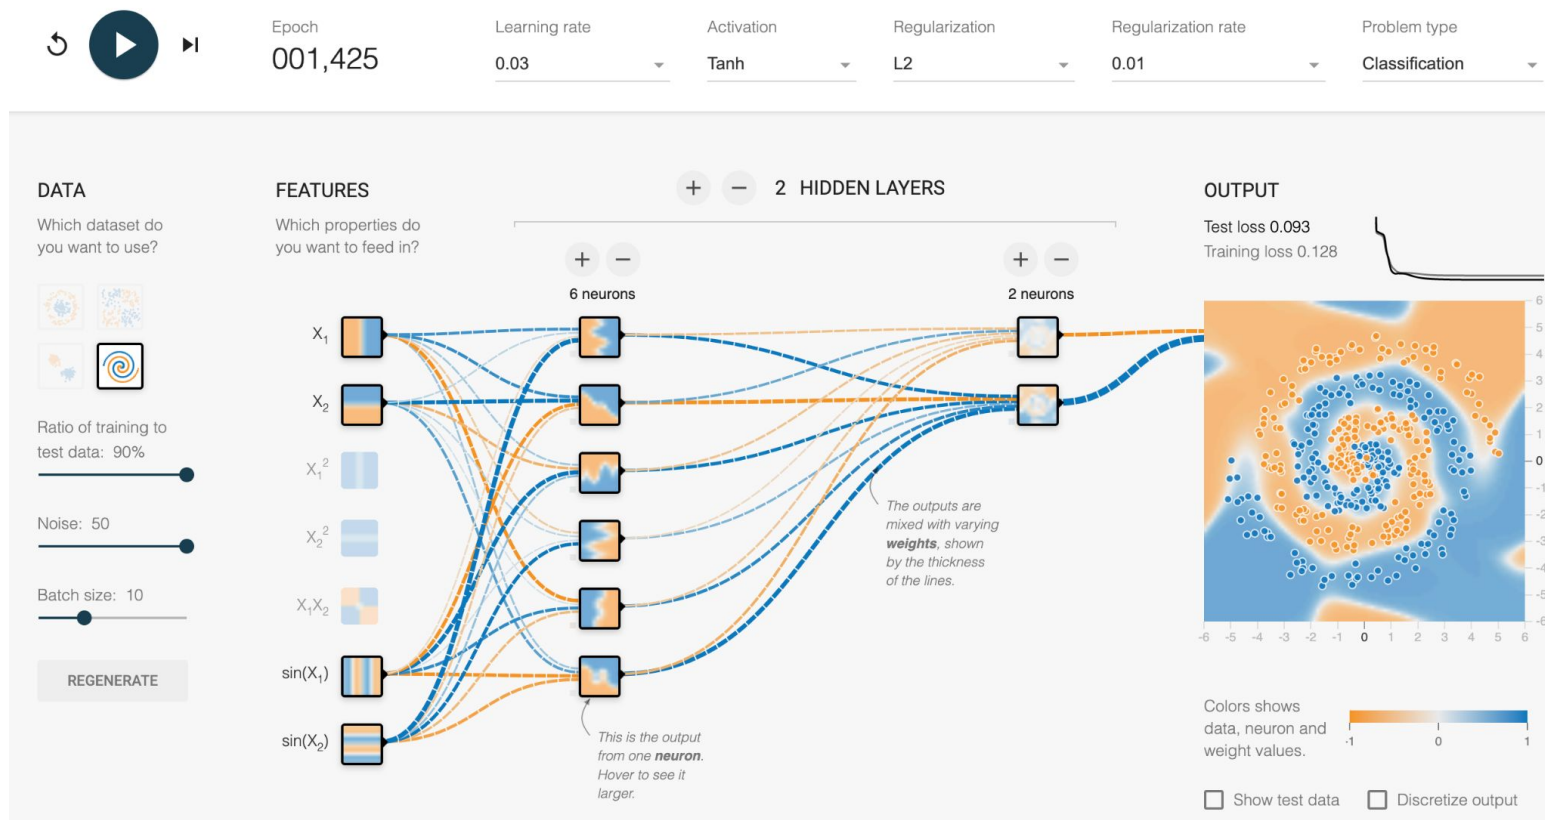 Epoch
001,425
Learning rate
0.03
Activation
Tanh
Regularization
L2
Regularization rate
0.01
Problem type
Classification
DATA
Which dataset do
you want to use?
Ratio of training to
test data: 90%
Noise: 50
Batch size: 10
REGENERATE
FEATURES
Which properties do
you want to feed in?
X₁
X₂
X₁²
X₂²
X₁X₂
sin(X₁)
sin(X₂)
+ − 2 HIDDEN LAYERS
+ −
6 neurons
+ −
2 neurons
The outputs are
mixed with varying
weights, shown
by the thickness
of the lines.
This is the output
from one neuron.
Hover to see it
larger.
OUTPUT
Test loss 0.093
Training loss 0.128
6
5
4
3
2
1
0
-1
-2
-3
-4
-5
-6
-6 -5 -4 -3 -2 -1 0 1 2 3 4 5 6
Colors shows
data, neuron and
weight values.
-1 0 1
Show test data
Discretize output